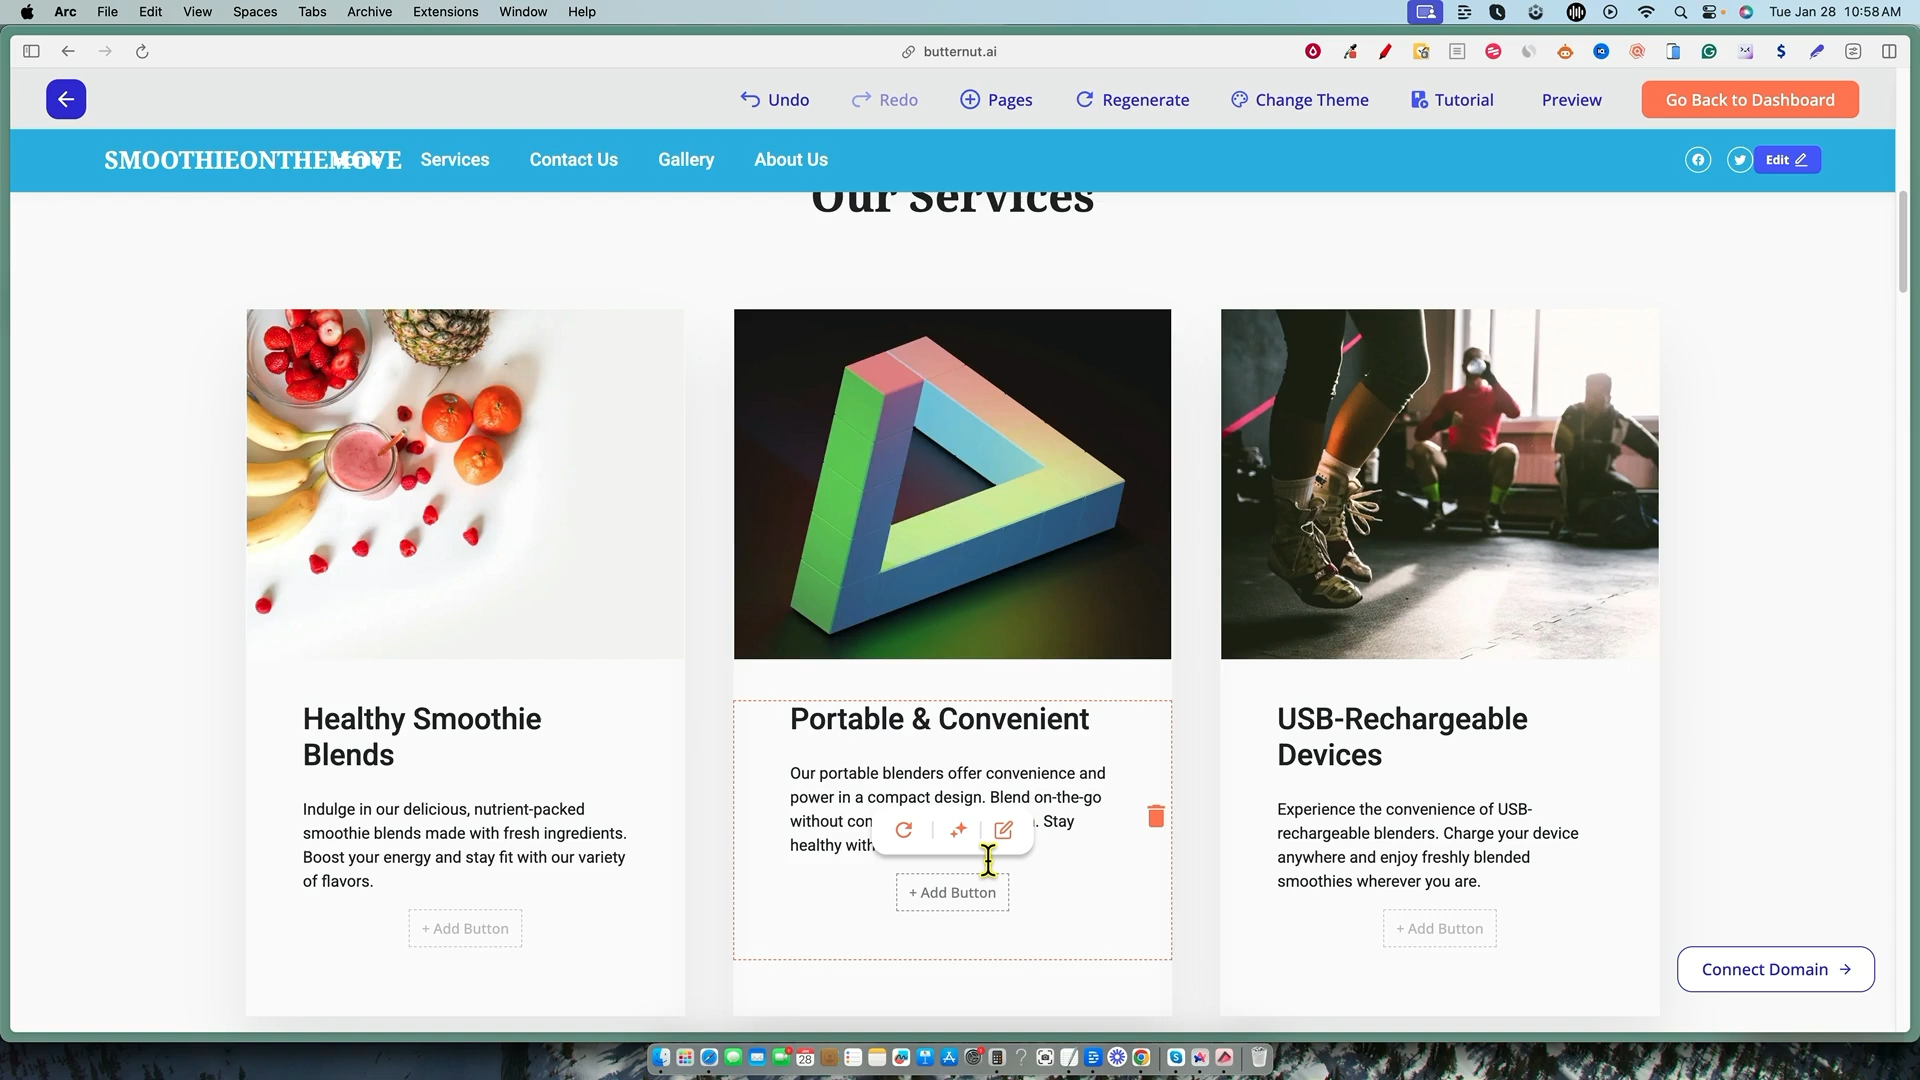 Arc File Edit View Spaces Tabs Archive Extensions Window Help Tue Jan 28 10:58 AM
butternut.ai
Undo Redo Pages Regenerate Change Theme Tutorial Preview Go Back to Dashboard
SMOOTHIEONTHEMOVE Services Contact Us Gallery About Us Edit
Our Services
Healthy Smoothie
Blends
Indulge in our delicious, nutrient-packed
smoothie blends made with fresh ingredients.
Boost your energy and stay fit with our variety
of flavors.
+ Add Button
Portable & Convenient
Our portable blenders offer convenience and
power in a compact design. Blend on-the-go
without . Stay
healthy with
+ Add Button
USB-Rechargeable
Devices
Experience the convenience of USB-
rechargeable blenders. Charge your device
anywhere and enjoy freshly blended
smoothies wherever you are.
+ Add Button
Connect Domain